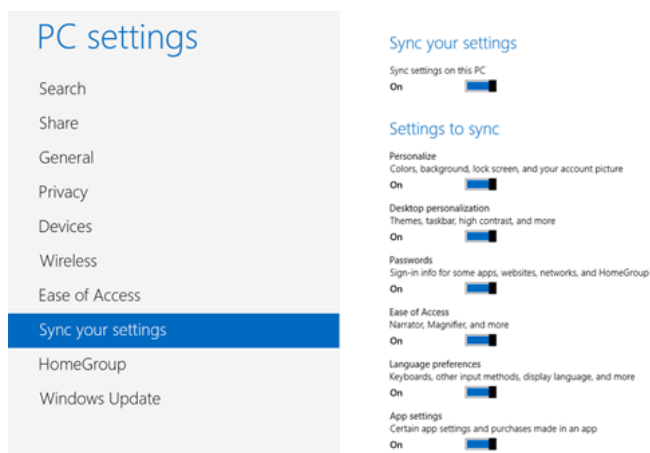 PC settings
Search
Share
General
Privacy
Devices
Wireless
Ease of Access
Sync your settings
HomeGroup
Windows Update
Sync your settings
Sync settings on this PC
On
Settings to sync
Personalize
Colors, background, lock screen, and your account picture
On
Desktop personalization
Themes, taskbar, high contrast, and more
On
Passwords
Sign-in info for some apps, websites, networks, and HomeGroup
On
Ease of Access
Narrator, Magnifier, and more
On
Language preferences
Keyboards, other input methods, display language, and more
On
App settings
Certain app settings and purchases made in an app
On